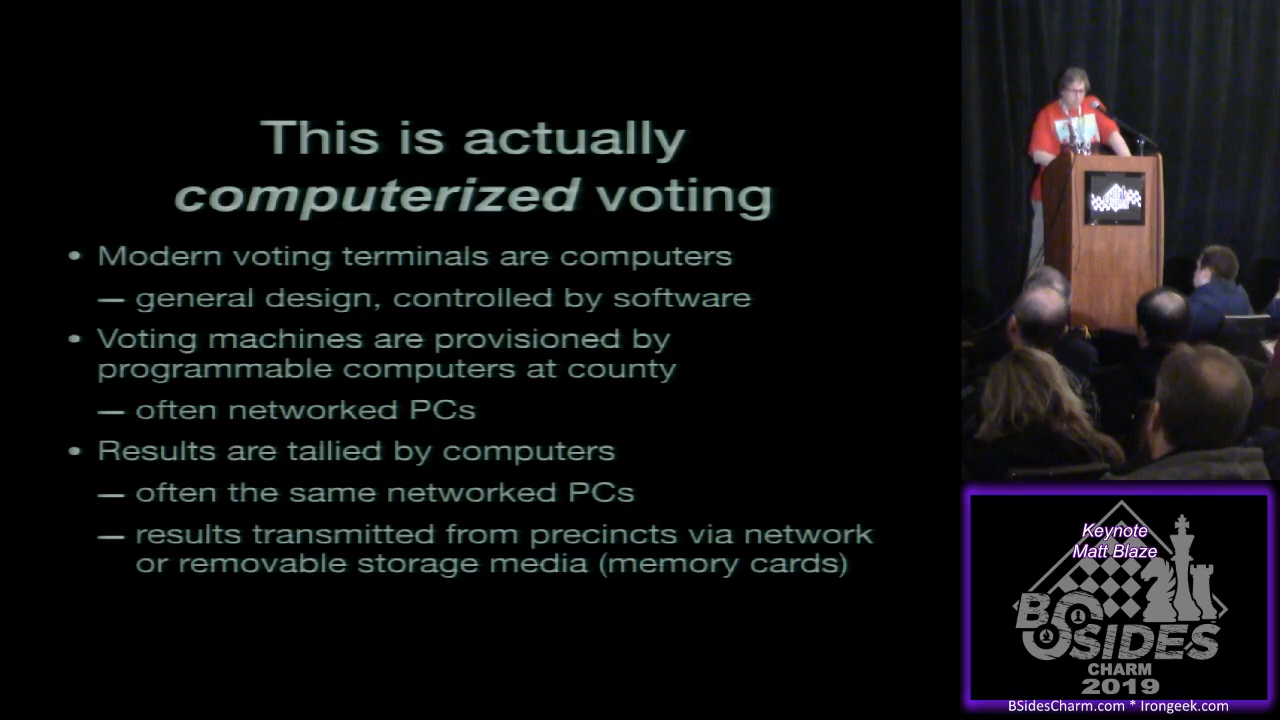 This is actually
computerized voting
• Modern voting terminals are computers
— general design, controlled by software
• Voting machines are provisioned by
programmable computers at county
— often networked PCs
• Results are tallied by computers
— often the same networked PCs
— results transmitted from precincts via network
or removable storage media (memory cards)
Keynote
Matt Blaze
BSIDES
CHARM
2019
BSidesCharm.com * Irongeek.com